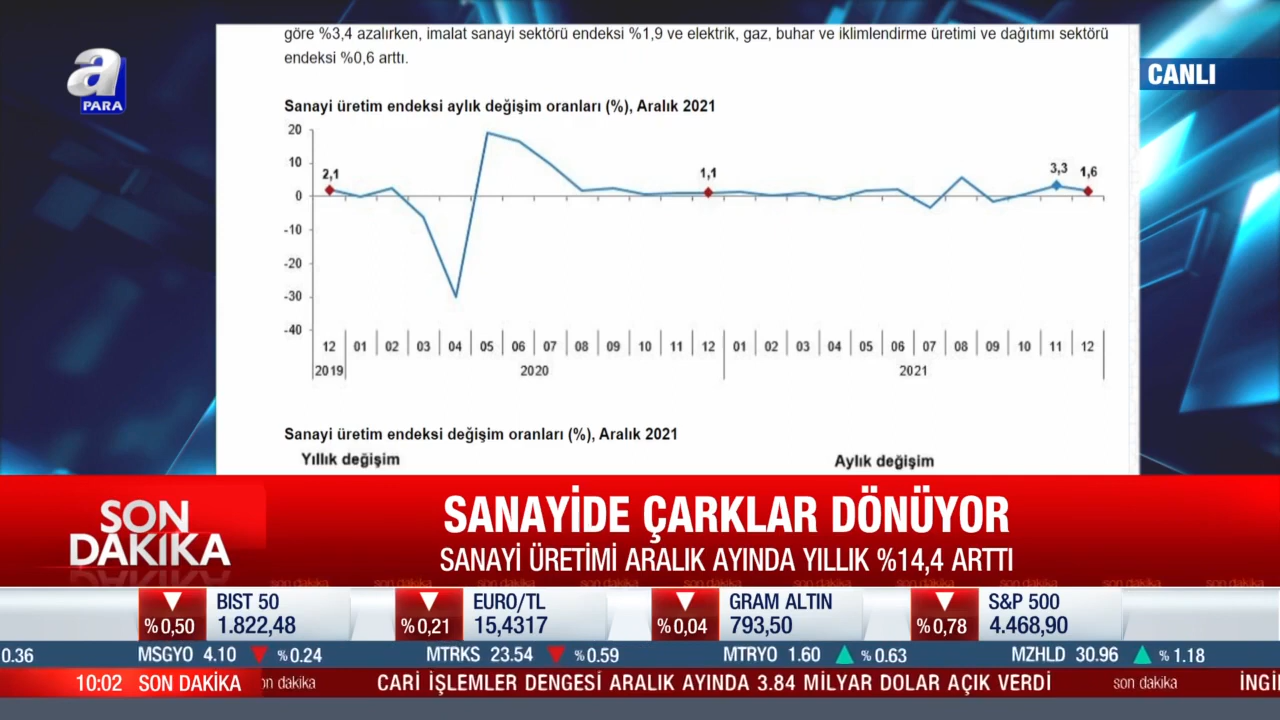 göre %3,4 azalırken, imalat sanayi sektörü endeksi %1,9 ve elektrik, gaz, buhar ve iklimlendirme üretimi ve dağıtımı sektörü
endeksi %0,6 arttı.
a
PARA
CANLI
Sanayi üretim endeksi aylık değişim oranları (%), Aralık 2021
20
10
0
-10
-20
-30
-40
2,1
1,1
3,3
1,6
12 01 02 03 04 05 06 07 08 09 10 11 12 01 02 03 04 05 06 07 08 09 10 11 12
2019 2020 2021
Sanayi üretim endeksi değişim oranları (%), Aralık 2021
Yıllık değişim Aylık değişim
SON
DAKİKA
SANAYİDE ÇARKLAR DÖNÜYOR
SANAYİ ÜRETİMİ ARALIK AYINDA YILLIK %14,4 ARTTI
%0,50 BIST 50 1.822,48
%0,21 EURO/TL 15,4317
%0,04 GRAM ALTIN 793,50
%0,78 S&P 500 4.468,90
0.36 MSGYO 4.10 %0.24 MTRKS 23.54 %0.59 MTRYO 1.60 %0.63 MZHLD 30.96 %1.18
10:02 SON DAKİKA son dakika CARİ İŞLEMLER DENGESİ ARALIK AYINDA 3.84 MİLYAR DOLAR AÇIK VERDİ son dakika